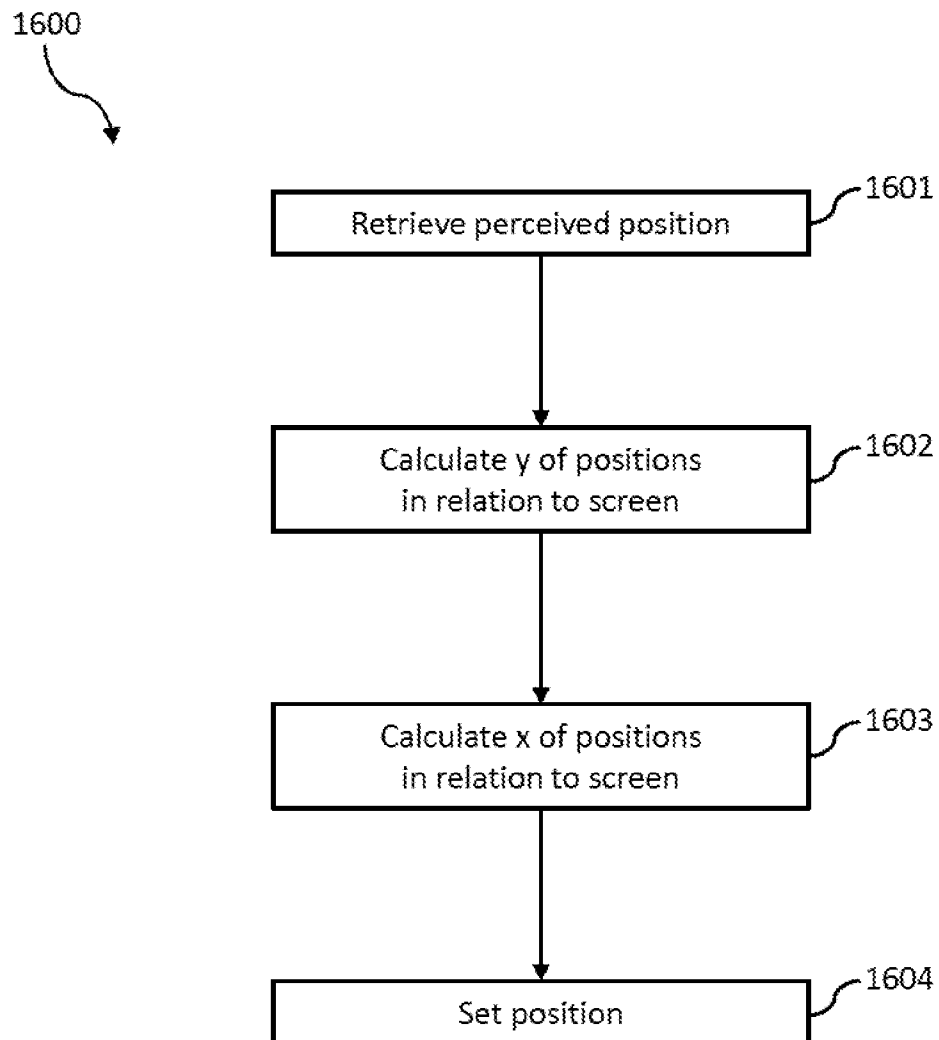 1600
1601
Retrieve perceived position
1602
Calculate y of positions
in relation to screen
1603
Calculate x of positions
in relation to screen
1604
Set position